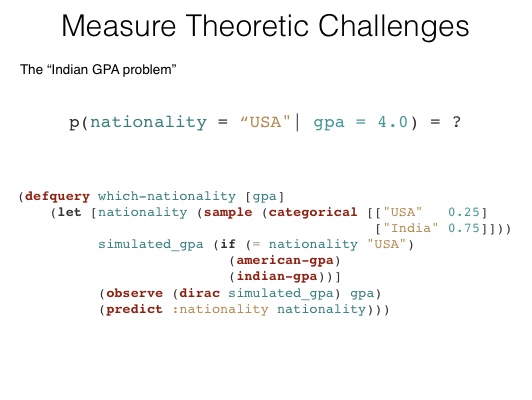 Measure Theoretic Challenges
The “Indian GPA problem”
p(nationality = “USA"| gpa = 4.0) = ?
(defquery which-nationality [gpa]
(let [nationality (sample (categorical [["USA" 0.25]
["India" 0.75]]))
simulated_gpa (if (= nationality "USA")
(american-gpa)
(indian-gpa))]
(observe (dirac simulated_gpa) gpa)
(predict :nationality nationality)))